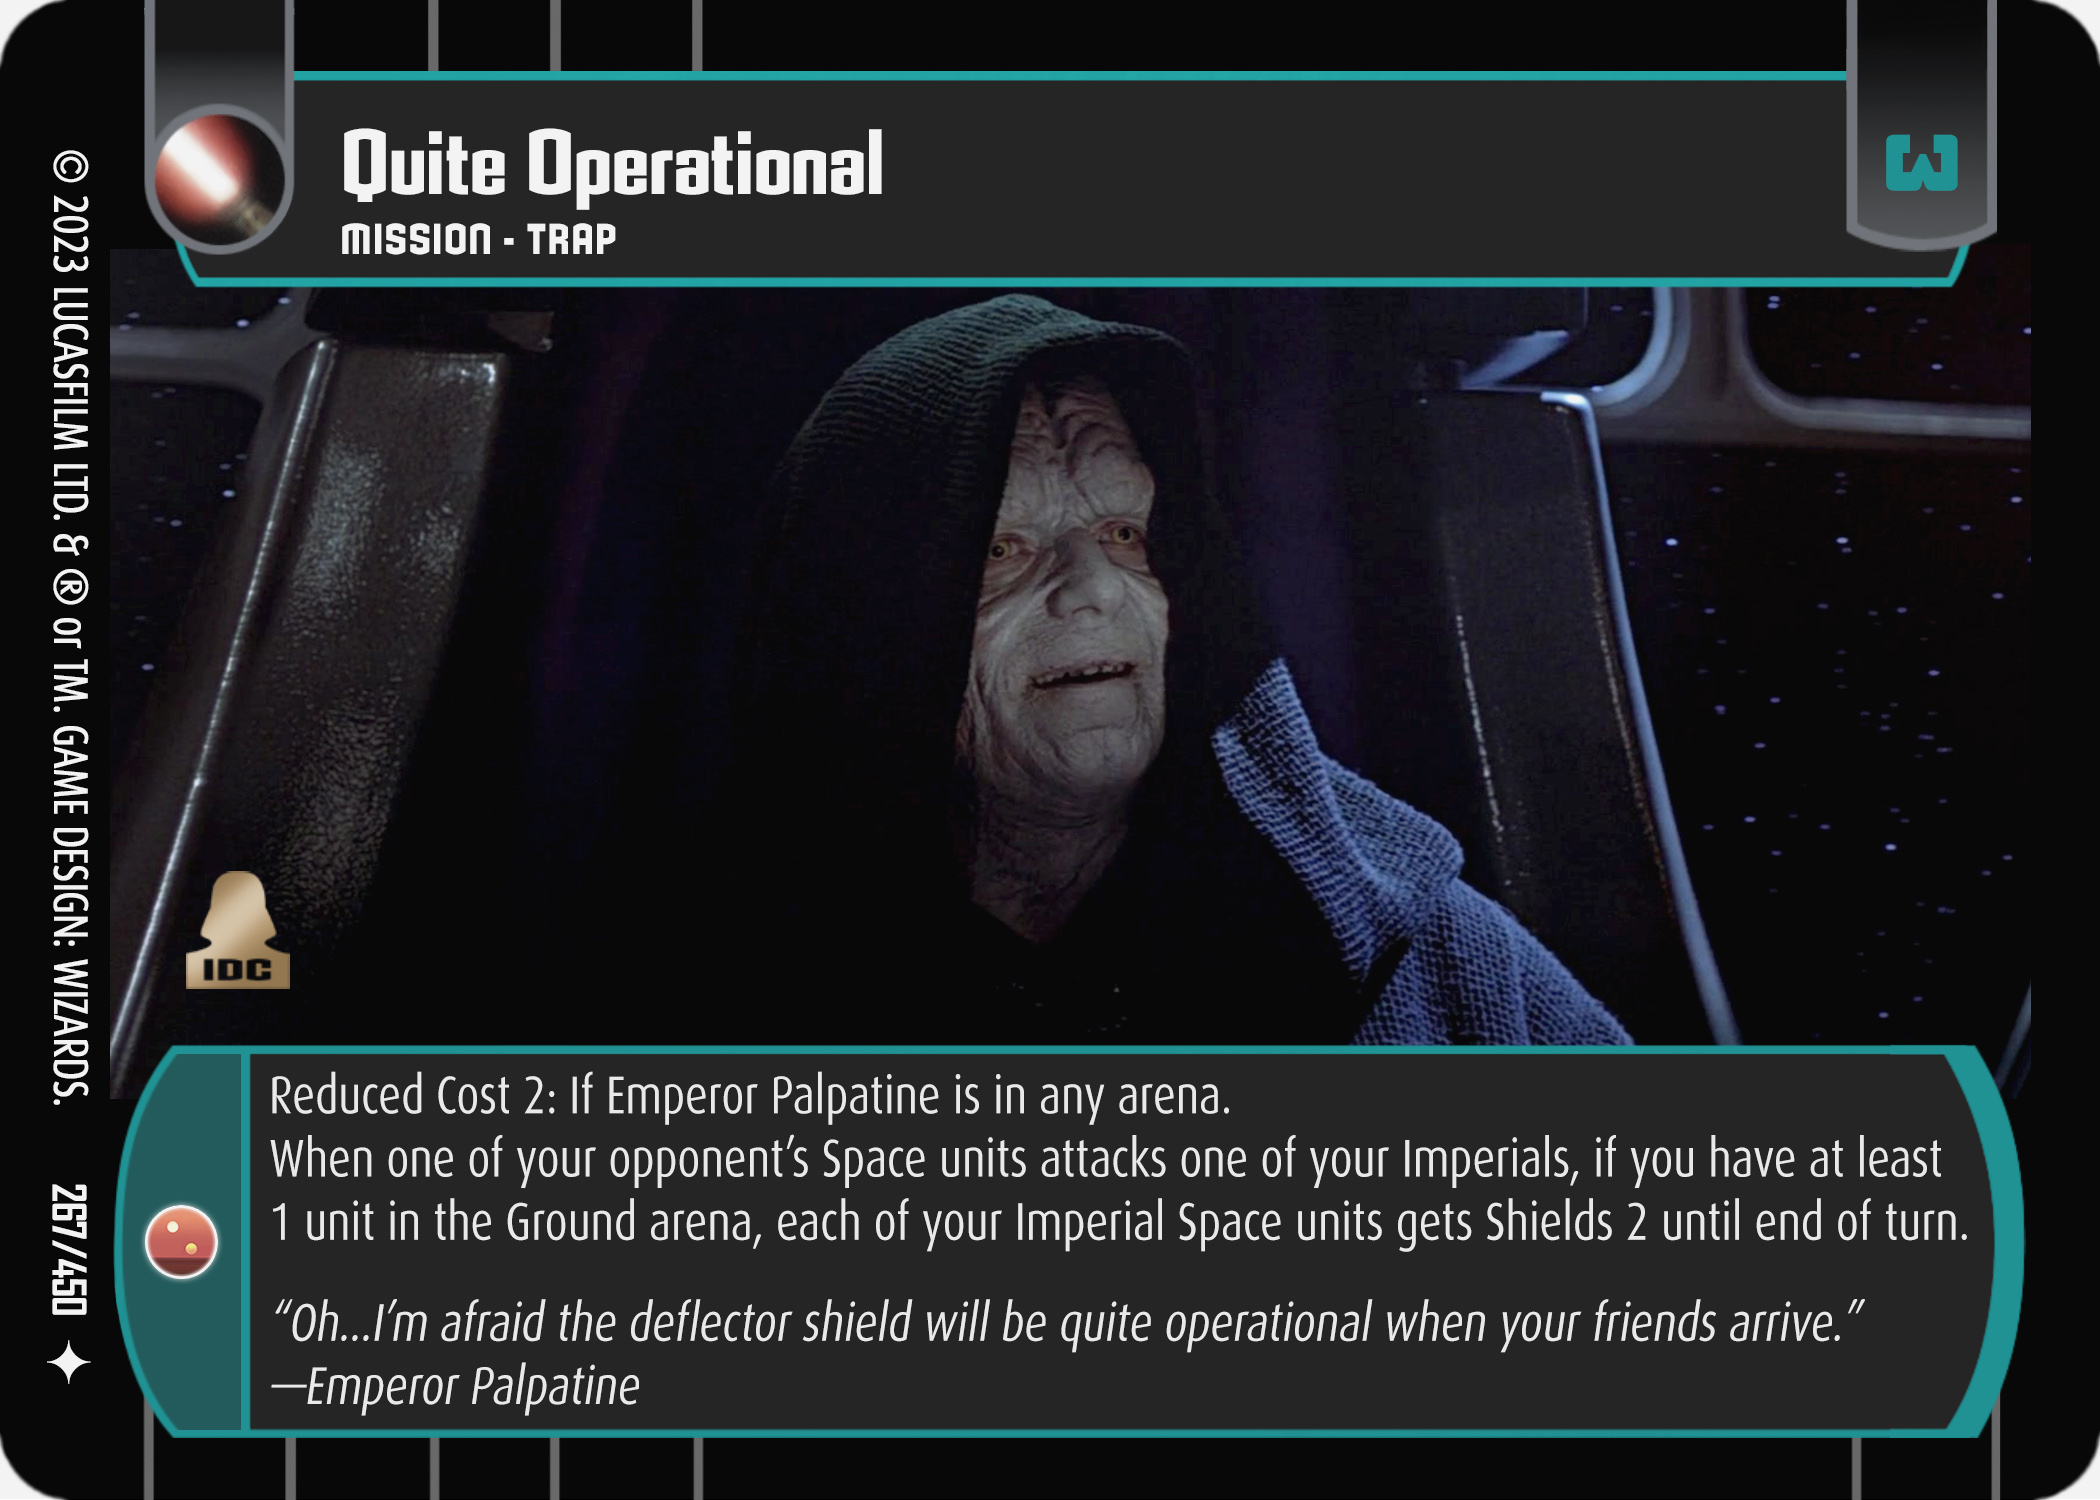 Quite Operational
MISSION - TRAP
3
© 2023 LUCASFILM LTD. & ® or TM. GAME DESIGN: WIZARDS.
267/450
IDC
Reduced Cost 2: If Emperor Palpatine is in any arena.
When one of your opponent’s Space units attacks one of your Imperials, if you have at least
1 unit in the Ground arena, each of your Imperial Space units gets Shields 2 until end of turn.
“Oh...I’m afraid the deflector shield will be quite operational when your friends arrive.”
—Emperor Palpatine